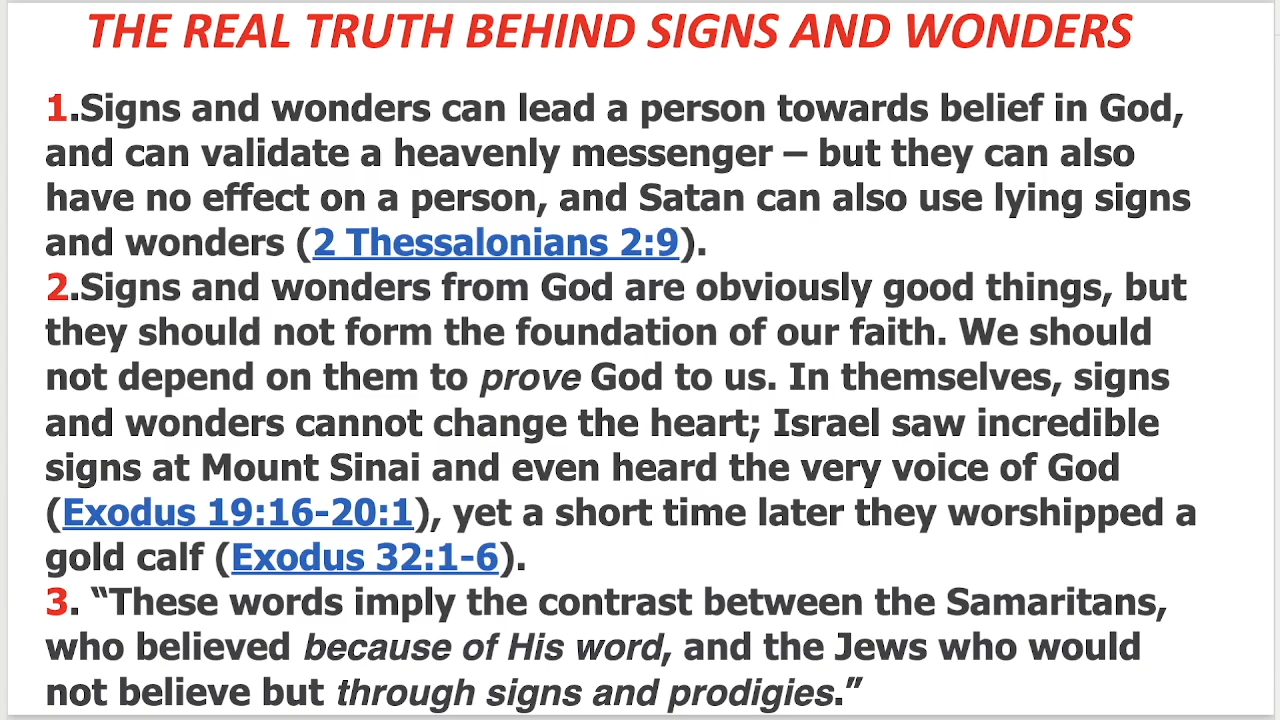 THE REAL TRUTH BEHIND SIGNS AND WONDERS
1.Signs and wonders can lead a person towards belief in God,
and can validate a heavenly messenger – but they can also
have no effect on a person, and Satan can also use lying signs
and wonders (2 Thessalonians 2:9).
2.Signs and wonders from God are obviously good things, but
they should not form the foundation of our faith. We should
not depend on them to prove God to us. In themselves, signs
and wonders cannot change the heart; Israel saw incredible
signs at Mount Sinai and even heard the very voice of God
(Exodus 19:16-20:1), yet a short time later they worshipped a
gold calf (Exodus 32:1-6).
3. “These words imply the contrast between the Samaritans,
who believed because of His word, and the Jews who would
not believe but through signs and prodigies.”